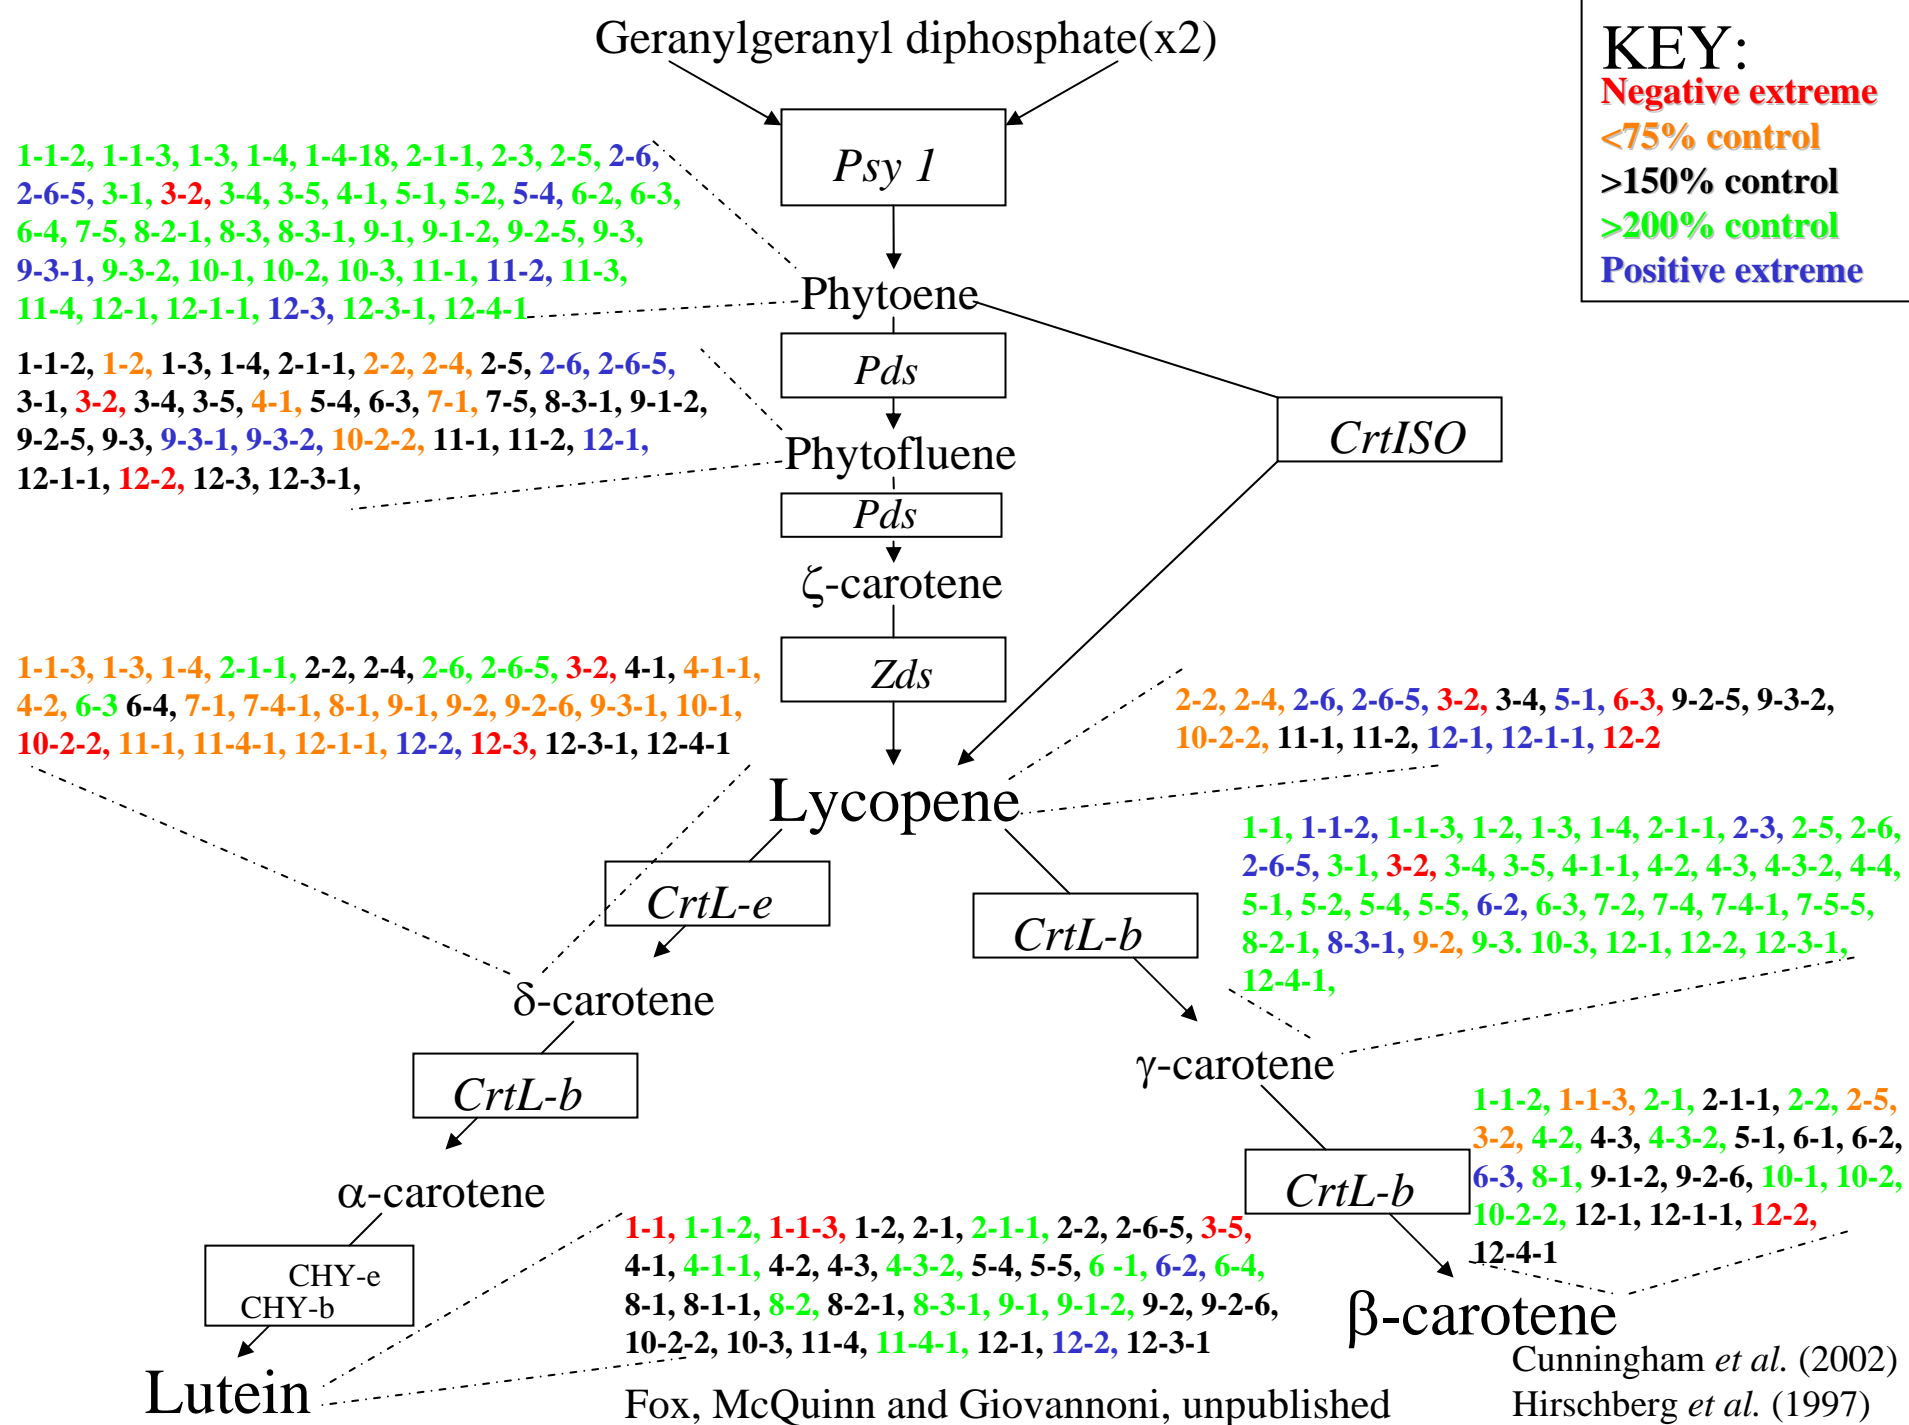 Geranylgeranyl diphosphate(x2)
KEY:
Negative extreme
<75% control
>150% control
>200% control
Positive extreme
Psy 1
1-1-2, 1-1-3, 1-3, 1-4, 1-4-18, 2-1-1, 2-3, 2-5, 2-6,
2-6-5, 3-1, 3-2, 3-4, 3-5, 4-1, 5-1, 5-2, 5-4, 6-2, 6-3,
6-4, 7-5, 8-2-1, 8-3, 8-3-1, 9-1, 9-1-2, 9-2-5, 9-3,
9-3-1, 9-3-2, 10-1, 10-2, 10-3, 11-1, 11-2, 11-3,
11-4, 12-1, 12-1-1, 12-3, 12-3-1, 12-4-1
Phytoene
Pds
1-1-2, 1-2, 1-3, 1-4, 2-1-1, 2-2, 2-4, 2-5, 2-6, 2-6-5,
3-1, 3-2, 3-4, 3-5, 4-1, 5-4, 6-3, 7-1, 7-5, 8-3-1, 9-1-2,
9-2-5, 9-3, 9-3-1, 9-3-2, 10-2-2, 11-1, 11-2, 12-1,
12-1-1, 12-2, 12-3, 12-3-1,
CrtISO
Phytofluene
Pds
ζ-carotene
Zds
1-1-3, 1-3, 1-4, 2-1-1, 2-2, 2-4, 2-6, 2-6-5, 3-2, 4-1, 4-1-1,
4-2, 6-3 6-4, 7-1, 7-4-1, 8-1, 9-1, 9-2, 9-2-6, 9-3-1, 10-1,
10-2-2, 11-1, 11-4-1, 12-1-1, 12-2, 12-3, 12-3-1, 12-4-1
2-2, 2-4, 2-6, 2-6-5, 3-2, 3-4, 5-1, 6-3, 9-2-5, 9-3-2,
10-2-2, 11-1, 11-2, 12-1, 12-1-1, 12-2
Lycopene
1-1, 1-1-2, 1-1-3, 1-2, 1-3, 1-4, 2-1-1, 2-3, 2-5, 2-6,
2-6-5, 3-1, 3-2, 3-4, 3-5, 4-1-1, 4-2, 4-3, 4-3-2, 4-4,
5-1, 5-2, 5-4, 5-5, 6-2, 6-3, 7-2, 7-4, 7-4-1, 7-5-5,
8-2-1, 8-3-1, 9-2, 9-3. 10-3, 12-1, 12-2, 12-3-1,
12-4-1,
CrtL-e
CrtL-b
δ-carotene
γ-carotene
CrtL-b
1-1-2, 1-1-3, 2-1, 2-1-1, 2-2, 2-5,
3-2, 4-2, 4-3, 4-3-2, 5-1, 6-1, 6-2,
6-3, 8-1, 9-1-2, 9-2-6, 10-1, 10-2,
10-2-2, 12-1, 12-1-1, 12-2,
12-4-1
CrtL-b
α-carotene
1-1, 1-1-2, 1-1-3, 1-2, 2-1, 2-1-1, 2-2, 2-6-5, 3-5,
4-1, 4-1-1, 4-2, 4-3, 4-3-2, 5-4, 5-5, 6 -1, 6-2, 6-4,
8-1, 8-1-1, 8-2, 8-2-1, 8-3-1, 9-1, 9-1-2, 9-2, 9-2-6,
10-2-2, 10-3, 11-4, 11-4-1, 12-1, 12-2, 12-3-1
CHY-e
CHY-b
β-carotene
Lutein
Fox, McQuinn and Giovannoni, unpublished
Cunningham et al. (2002)
Hirschberg et al. (1997)